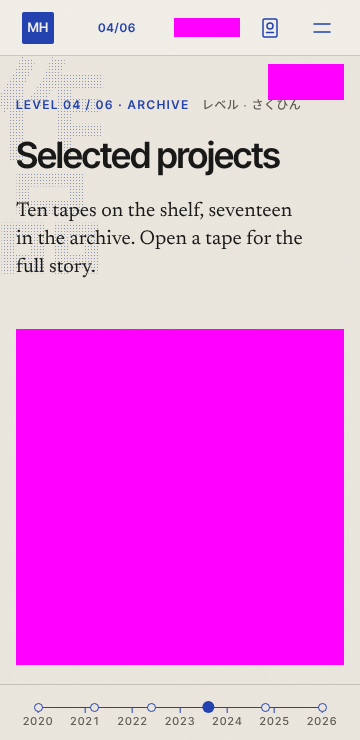 MH
04/06
LEVEL 04 / 06 · ARCHIVE レベル · さくひん
Selected projects
Ten tapes on the shelf, seventeen
in the archive. Open a tape for the
full story.
2020 2021 2022 2023 2024 2025 2026